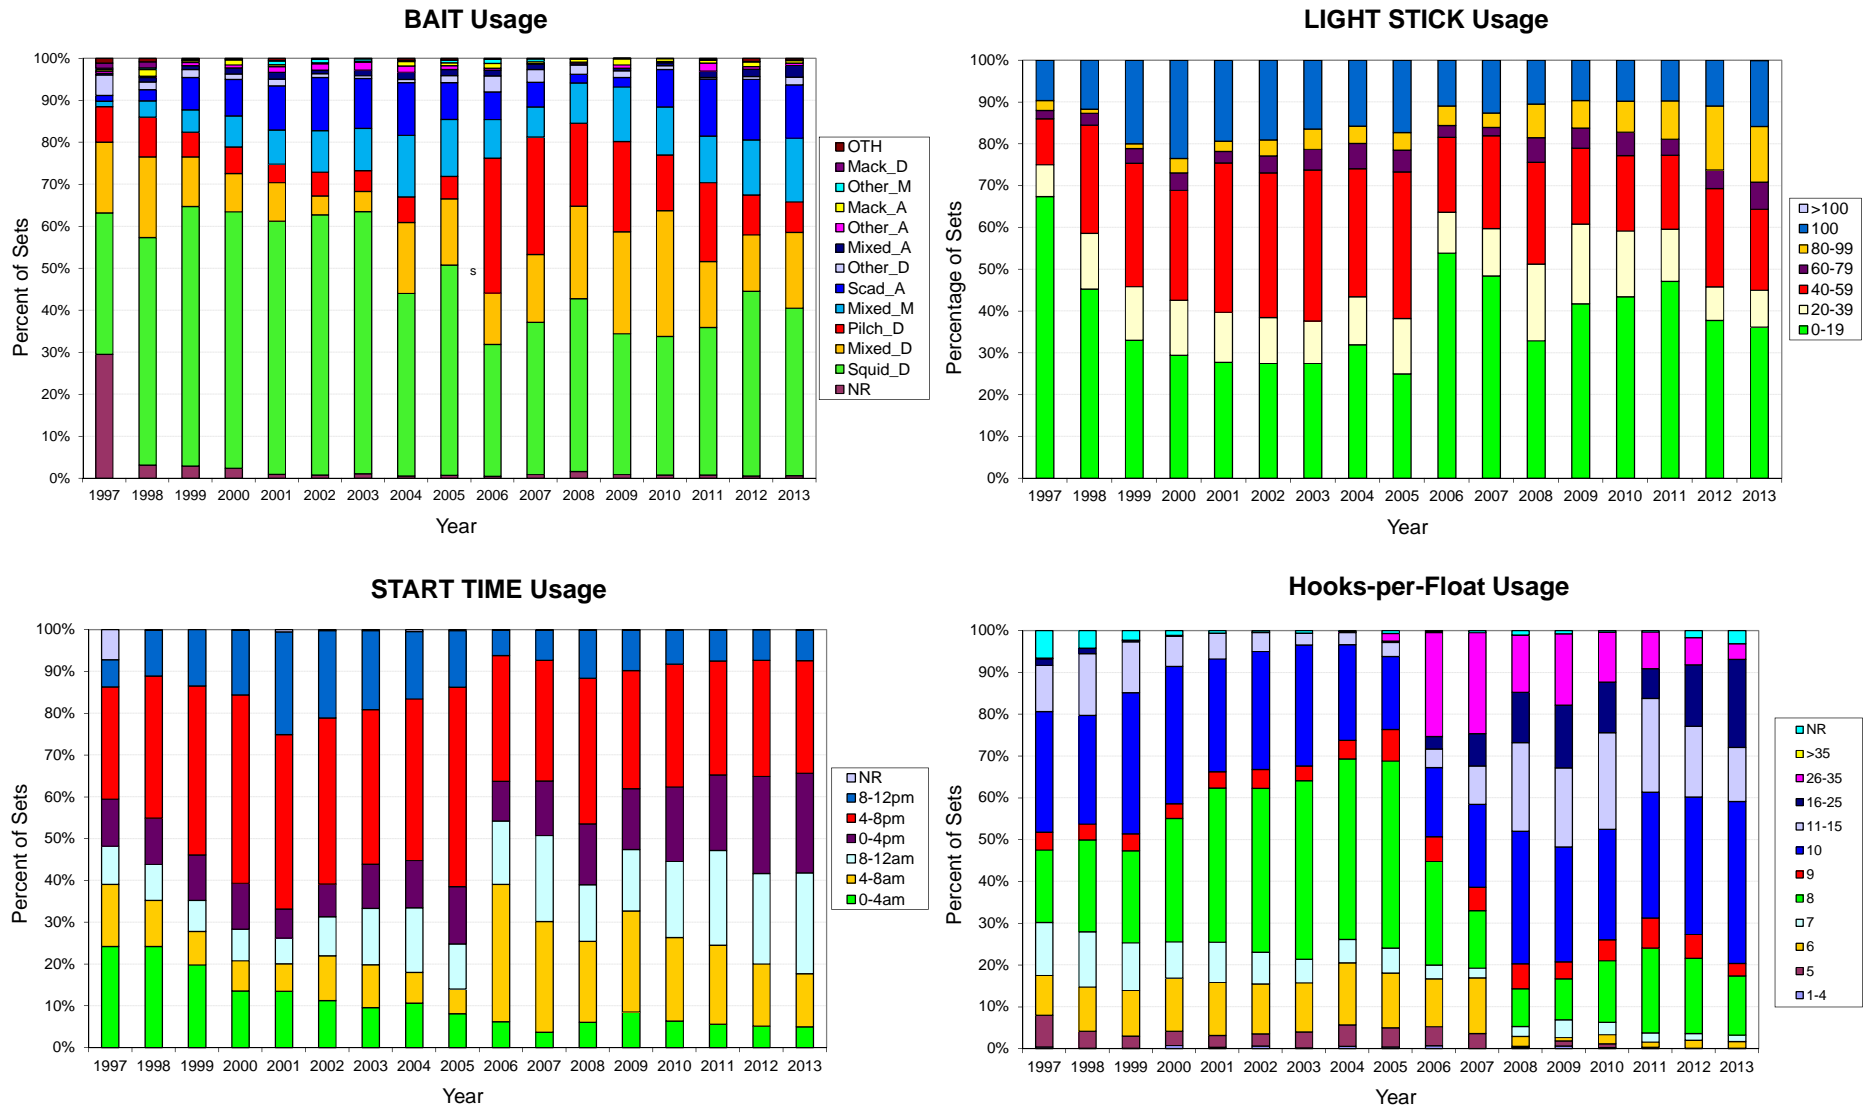 BAIT Usage
100%
90%
80%
70%
60%
50%
40%
30%
20%
10%
0%
Percent of Sets
s
1997 1998 1999 2000 2001 2002 2003 2004 2005 2006 2007 2008 2009 2010 2011 2012 2013
Year
OTH
Mack_D
Other_M
Mack_A
Other_A
Mixed_A
Other_D
Scad_A
Mixed_M
Pilch_D
Mixed_D
Squid_D
NR
LIGHT STICK Usage
100%
90%
80%
70%
60%
50%
40%
30%
20%
10%
0%
Percentage of Sets
1997 1998 1999 2000 2001 2002 2003 2004 2005 2006 2007 2008 2009 2010 2011 2012 2013
Year
>100
100
80-99
60-79
40-59
20-39
0-19
START TIME Usage
100%
90%
80%
70%
60%
50%
40%
30%
20%
10%
0%
Percent of Sets
1997 1998 1999 2000 2001 2002 2003 2004 2005 2006 2007 2008 2009 2010 2011 2012 2013
Year
NR
8-12pm
4-8pm
0-4pm
8-12am
4-8am
0-4am
Hooks-per-Float Usage
100%
90%
80%
70%
60%
50%
40%
30%
20%
10%
0%
Percent of Sets
1997 1998 1999 2000 2001 2002 2003 2004 2005 2006 2007 2008 2009 2010 2011 2012 2013
Year
NR
>35
26-35
16-25
11-15
10
9
8
7
6
5
1-4